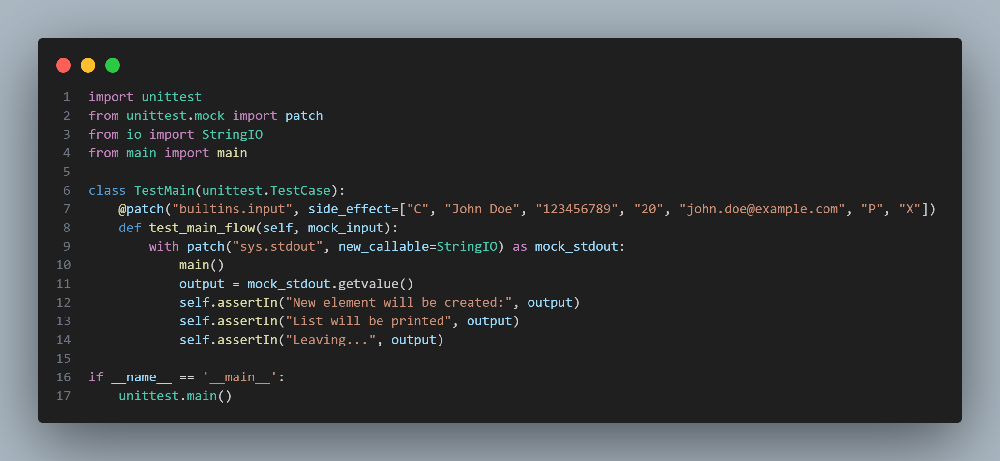 1 import unittest
2 from unittest.mock import patch
3 from io import StringIO
4 from main import main
5
6 class TestMain(unittest.TestCase):
7     @patch("builtins.input", side_effect=["C", "John Doe", "123456789", "20", "john.doe@example.com", "P", "X"])
8     def test_main_flow(self, mock_input):
9         with patch("sys.stdout", new_callable=StringIO) as mock_stdout:
10             main()
11             output = mock_stdout.getvalue()
12             self.assertIn("New element will be created:", output)
13             self.assertIn("List will be printed", output)
14             self.assertIn("Leaving...", output)
15
16 if __name__ == '__main__':
17     unittest.main()